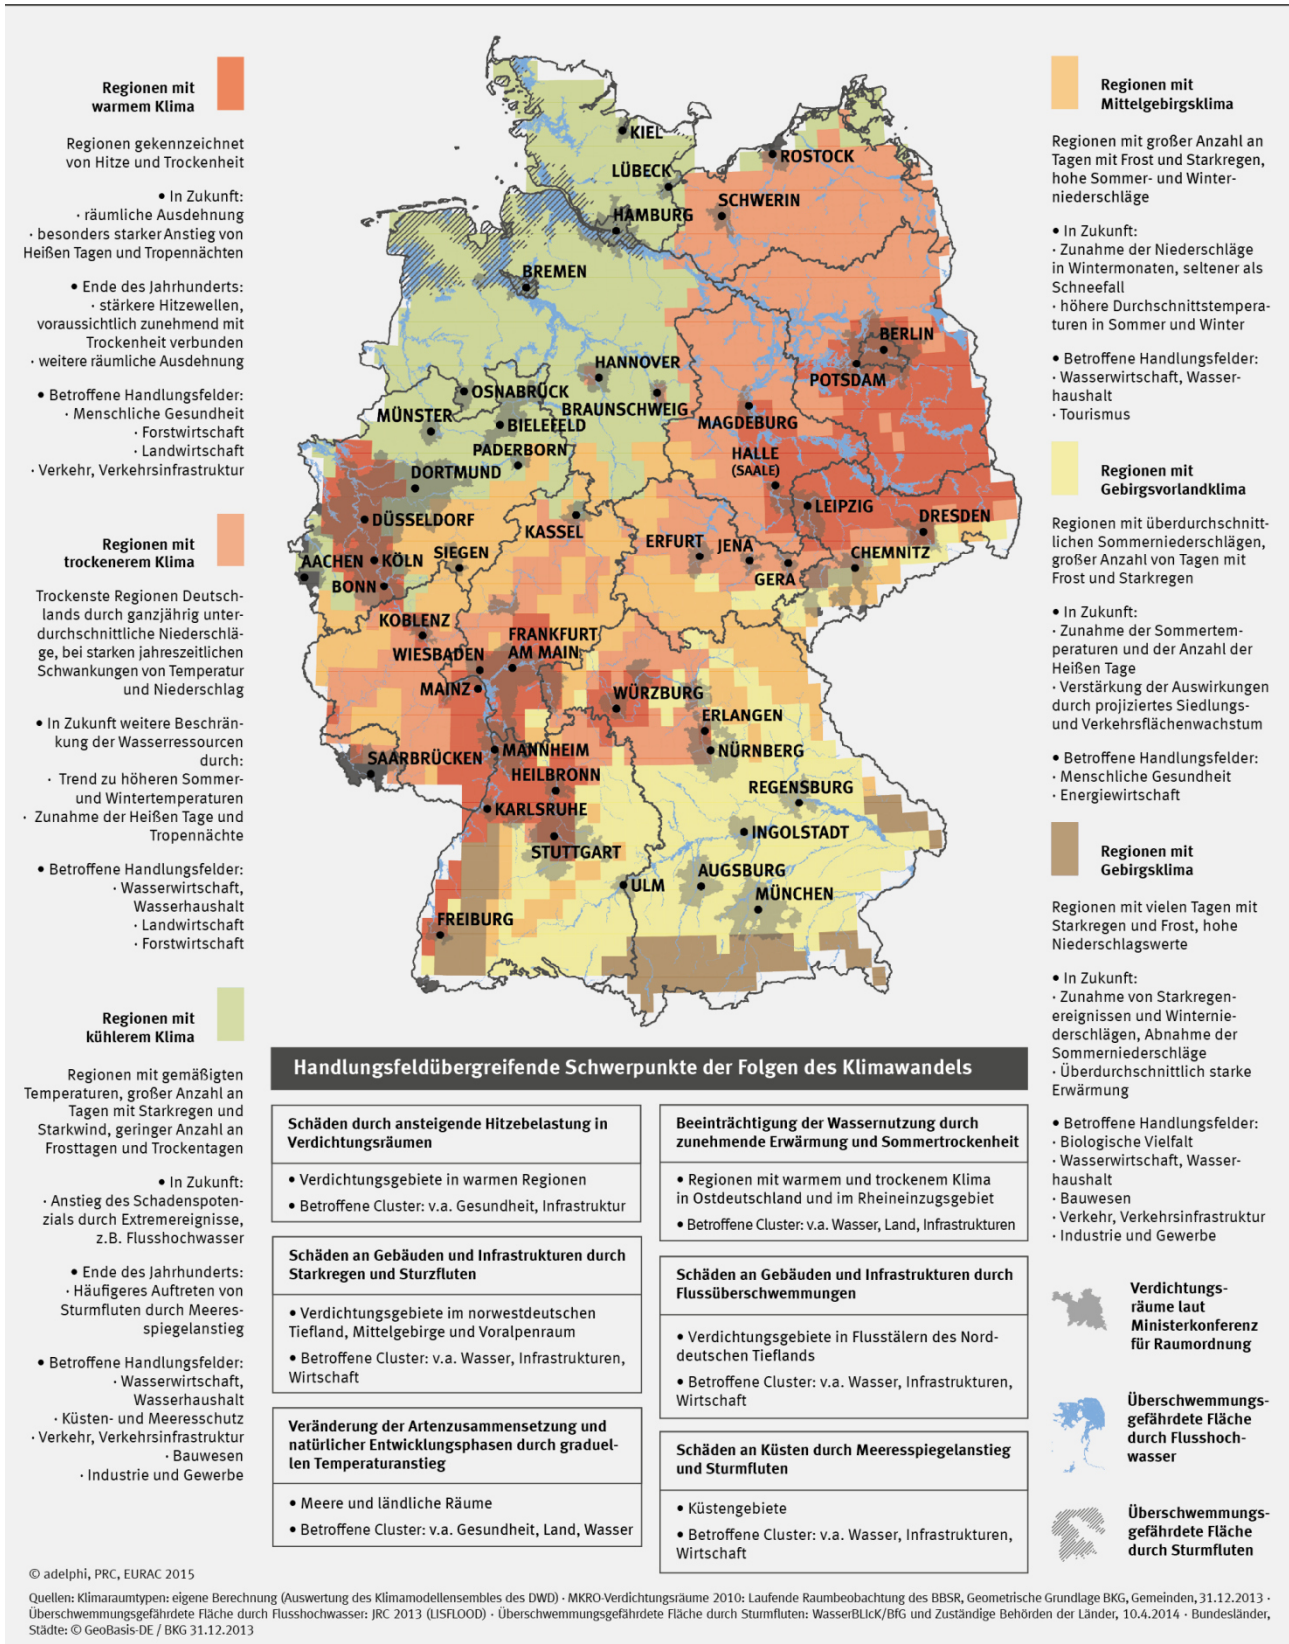 Regionen mit
warmem Klima
Regionen gekennzeichnet
von Hitze und Trockenheit
• In Zukunft:
· räumliche Ausdehnung
· besonders starker Anstieg von
Heißen Tagen und Tropennächten
• Ende des Jahrhunderts:
· stärkere Hitzewellen,
voraussichtlich zunehmend mit
Trockenheit verbunden
· weitere räumliche Ausdehnung
• Betroffene Handlungsfelder:
· Menschliche Gesundheit
· Forstwirtschaft
· Landwirtschaft
· Verkehr, Verkehrsinfrastruktur
Regionen mit
trockenerem Klima
Trockenste Regionen Deutsch-
lands durch ganzjährig unter-
durchschnittliche Niederschlä-
ge, bei starken jahreszeitlichen
Schwankungen von Temperatur
und Niederschlag
• In Zukunft weitere Beschrän-
kung der Wasserressourcen
durch:
· Trend zu höheren Sommer-
und Wintertemperaturen
· Zunahme der Heißen Tage und
Tropennächte
• Betroffene Handlungsfelder:
· Wasserwirtschaft,
Wasserhaushalt
· Landwirtschaft
· Forstwirtschaft
Regionen mit
kühlerem Klima
Regionen mit gemäßigten
Temperaturen, großer Anzahl an
Tagen mit Starkregen und
Starkwind, geringer Anzahl an
Frosttagen und Trockentagen
• In Zukunft:
· Anstieg des Schadenspoten-
zials durch Extremereignisse,
z.B. Flusshochwasser
• Ende des Jahrhunderts:
· Häufigeres Auftreten von
Sturmfluten durch Meeres-
spiegelanstieg
• Betroffene Handlungsfelder:
· Wasserwirtschaft,
Wasserhaushalt
· Küsten- und Meeresschutz
· Verkehr, Verkehrsinfrastruktur
· Bauwesen
· Industrie und Gewerbe
KIEL
ROSTOCK
LÜBECK
SCHWERIN
HAMBURG
BREMEN
BERLIN
HANNOVER
POTSDAM
OSNABRÜCK
BRAUNSCHWEIG
MÜNSTER
BIELEFELD
MAGDEBURG
PADERBORN
HALLE
(SAALE)
DORTMUND
LEIPZIG
DÜSSELDORF
KASSEL
DRESDEN
ERFURT
JENA
CHEMNITZ
AACHEN
KÖLN
SIEGEN
GERA
BONN
KOBLENZ
FRANKFURT
AM MAIN
WIESBADEN
MAINZ
WÜRZBURG
ERLANGEN
SAARBRÜCKEN
MANNHEIM
NÜRNBERG
HEILBRONN
REGENSBURG
KARLSRUHE
INGOLSTADT
STUTTGART
ULM
AUGSBURG
MÜNCHEN
FREIBURG
Regionen mit
Mittelgebirgsklima
Regionen mit großer Anzahl an
Tagen mit Frost und Starkregen,
hohe Sommer- und Winter-
niederschläge
• In Zukunft:
· Zunahme der Niederschläge
in Wintermonaten, seltener als
Schneefall
· höhere Durchschnittstempera-
turen in Sommer und Winter
• Betroffene Handlungsfelder:
· Wasserwirtschaft, Wasser-
haushalt
· Tourismus
Regionen mit
Gebirgsvorlandklima
Regionen mit überdurchschnitt-
lichen Sommerniederschlägen,
großer Anzahl von Tagen mit
Frost und Starkregen
• In Zukunft:
· Zunahme der Sommertem-
peraturen und der Anzahl der
Heißen Tage
· Verstärkung der Auswirkungen
durch projiziertes Siedlungs-
und Verkehrsflächenwachstum
• Betroffene Handlungsfelder:
· Menschliche Gesundheit
· Energiewirtschaft
Regionen mit
Gebirgsklima
Regionen mit vielen Tagen mit
Starkregen und Frost, hohe
Niederschlagswerte
• In Zukunft:
· Zunahme von Starkregen-
ereignissen und Winternie-
derschlägen, Abnahme der
Sommerniederschläge
· Überdurchschnittlich starke
Erwärmung
• Betroffene Handlungsfelder:
· Biologische Vielfalt
· Wasserwirtschaft, Wasser-
haushalt
· Bauwesen
· Verkehr, Verkehrsinfrastruktur
· Industrie und Gewerbe
Verdichtungs-
räume laut
Ministerkonferenz
für Raumordnung
Überschwemmungs-
gefährdete Fläche
durch Flusshoch-
wasser
Überschwemmungs-
gefährdete Fläche
durch Sturmfluten
Handlungsfeldübergreifende Schwerpunkte der Folgen des Klimawandels
Schäden durch ansteigende Hitzebelastung in
Verdichtungsräumen
• Verdichtungsgebiete in warmen Regionen
• Betroffene Cluster: v.a. Gesundheit, Infrastruktur
Schäden an Gebäuden und Infrastrukturen durch
Starkregen und Sturzfluten
• Verdichtungsgebiete im norwestdeutschen
Tiefland, Mittelgebirge und Voralpenraum
• Betroffene Cluster: v.a. Wasser, Infrastrukturen,
Wirtschaft
Veränderung der Artenzusammensetzung und
natürlicher Entwicklungsphasen durch graduel-
len Temperaturanstieg
• Meere und ländliche Räume
• Betroffene Cluster: v.a. Gesundheit, Land, Wasser
Beeinträchtigung der Wassernutzung durch
zunehmende Erwärmung und Sommertrockenheit
• Regionen mit warmem und trockenem Klima
in Ostdeutschland und im Rheineinzugsgebiet
• Betroffene Cluster: v.a. Wasser, Land, Infrastrukturen
Schäden an Gebäuden und Infrastrukturen durch
Flussüberschwemmungen
• Verdichtungsgebiete in Flusstälern des Nord-
deutschen Tieflands
• Betroffene Cluster: v.a. Wasser, Infrastrukturen,
Wirtschaft
Schäden an Küsten durch Meeresspiegelanstieg
und Sturmfluten
• Küstengebiete
• Betroffene Cluster: v.a. Wasser, Infrastrukturen,
Wirtschaft
© adelphi, PRC, EURAC 2015
Quellen: Klimaraumtypen: eigene Berechnung (Auswertung des Klimamodellensembles des DWD) · MKRO-Verdichtungsräume 2010: Laufende Raumbeobachtung des BBSR, Geometrische Grundlage BKG, Gemeinden, 31.12.2013 ·
Überschwemmungsgefährdete Fläche durch Flusshochwasser: JRC 2013 (LISFLOOD) · Überschwemmungsgefährdete Fläche durch Sturmfluten: WasserBLIcK/BfG und Zuständige Behörden der Länder, 10.4.2014 · Bundesländer,
Städte: © GeoBasis-DE / BKG 31.12.2013